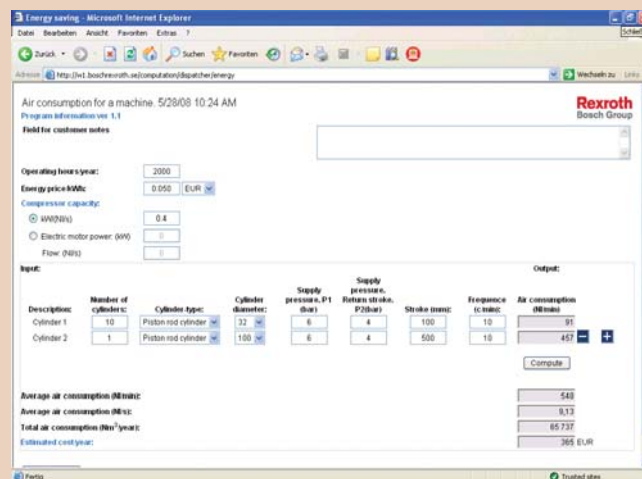 Energy saving - Microsoft Internet Explorer
Datei Bearbeiten Ansicht Favoriten Extras ?
Schließ
Zurück Suchen Favoriten
Adresse http://w1.boschrexroth.se/computation/dispatcher/energy Wechseln zu Links
Air consumption for a machine. 5/28/08 10:24 AM
Rexroth
Program information ver 1.1
Bosch Group
Field for customer notes
Operating hours/year: 2000
Energy price/kWh: 0.050 EUR
Compressor capacity:
kW/(Nl/s) 0.4
Electric motor power: (kW) 0
Flow: (Nl/s) 0
Input: Output:
Description: Number of cylinders: Cylinder-type: Cylinder diameter: Supply pressure, P1 (bar) Supply pressure, Return stroke, P2(bar) Stroke (mm): Frequence (c/min): Air consumption (Nl/min)
Cylinder 1 10 Piston rod cylinder 32 6 4 100 10 91
Cylinder 2 1 Piston rod cylinder 100 6 4 500 10 457
Compute
Average air consumption (Nl/min): 548
Average air consumption (Nl/s): 9,13
Total air consumption (Nm³/year): 65 737
Estimated cost/year: 365 EUR
Fertig Trusted sites